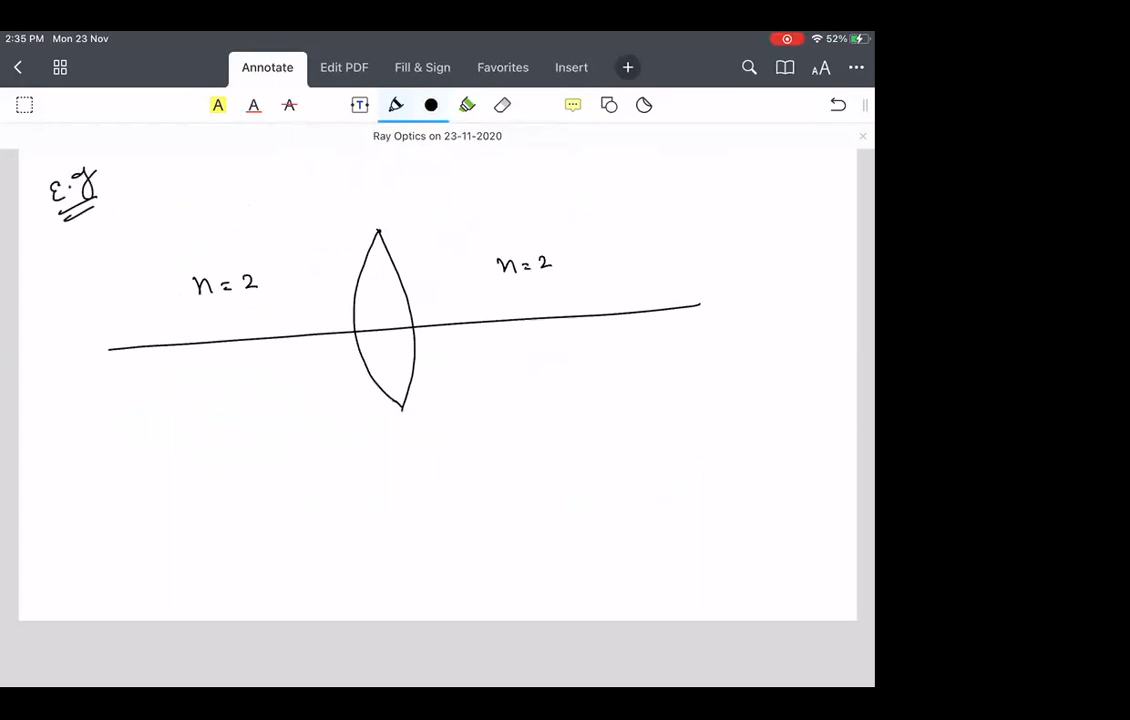 2:35 PM Mon 23 Nov
52%
Annotate Edit PDF Fill & Sign Favorites Insert
AA
A A A T
Ray Optics on 23-11-2020
E.g
n = 2
n = 2